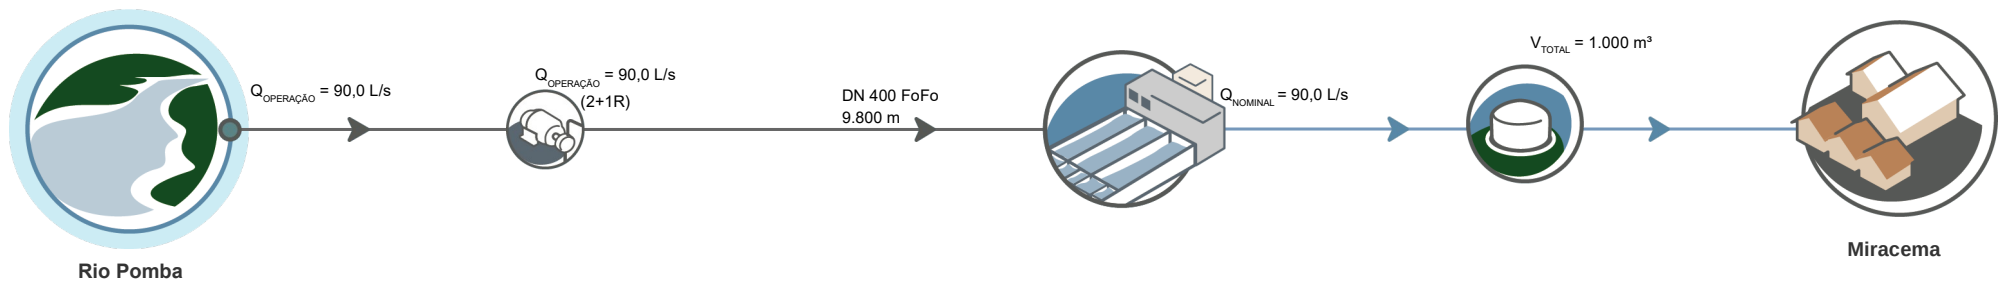 Q OPERAÇÃO = 90,0 L/s
Q OPERAÇÃO = 90,0 L/s
(2+1R)
DN 400 FoFo
9.800 m
Q NOMINAL = 90,0 L/s
V TOTAL = 1.000 m³
Rio Pomba
Miracema